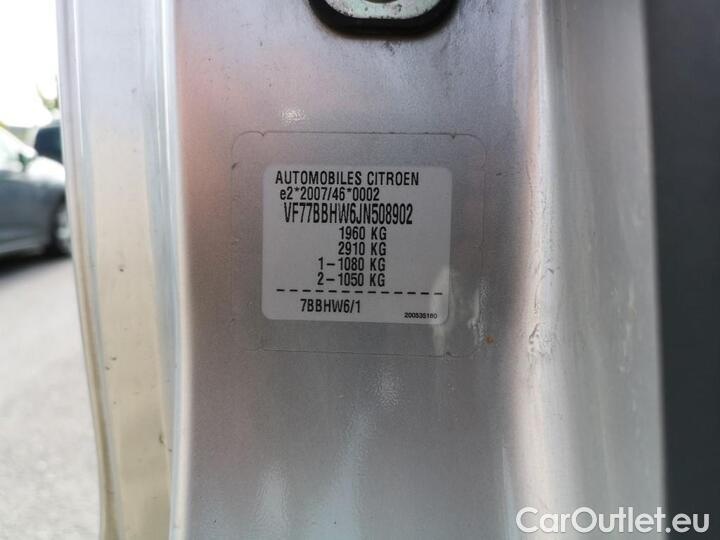 AUTOMOBILES CITROEN
e2*2007/46*0002
VF77BBHW6JN508902
1960 KG
2910 KG
1-1080 KG
2-1050 KG
7BBHW6/1
200535180
CarOutlet.eu